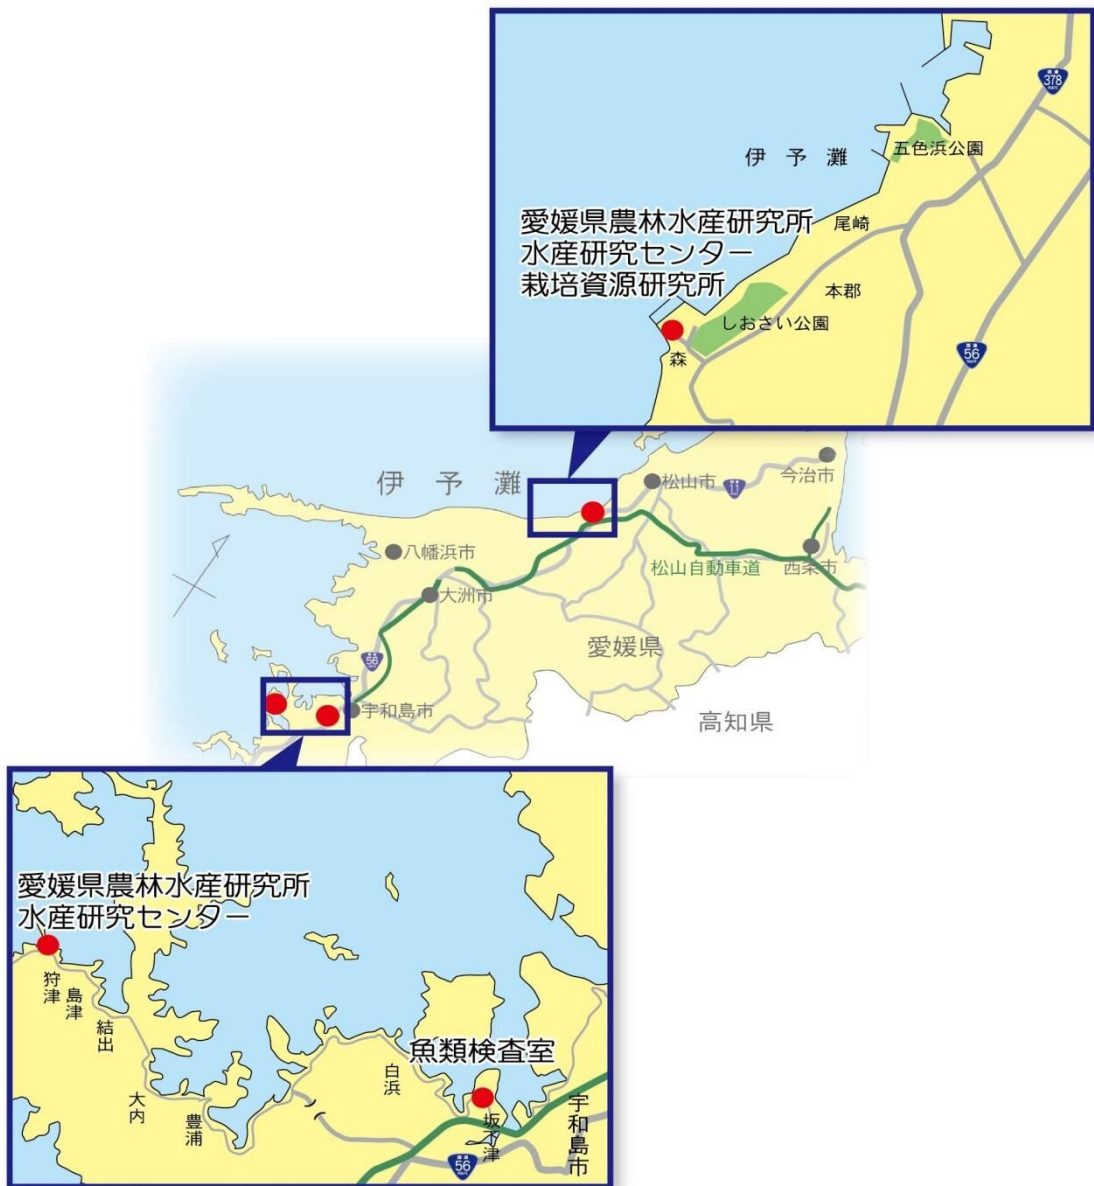 国道
378
ROUTE
伊予灘
五色浜公園
愛媛県農林水産研究所
水産研究センター
栽培資源研究所
尾崎
本郡
しおさい公園
森
国道
56
ROUTE
伊予灘
松山市
今治市
11
八幡浜市
松山自動車道
西条市
大洲市
愛媛県
56
宇和島市
高知県
愛媛県農林水産研究所
水産研究センター
狩津
島津
結出
大内
豊浦
魚類検査室
白浜
坂下津
宇和島市
56